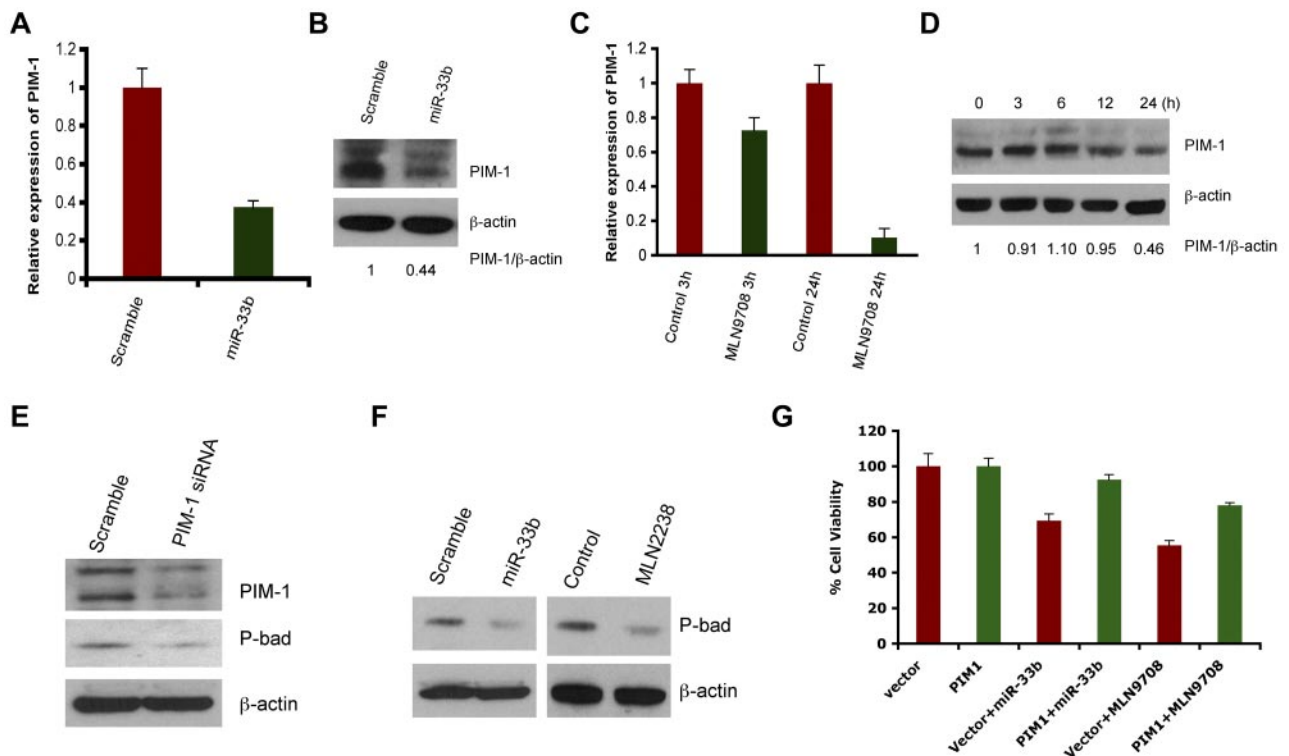 A
Relative expression of PIM-1
1.2
1
0.8
0.6
0.4
0.2
0
Scramble
miR-33b
B
Scramble
miR-33b
PIM-1
β-actin
PIM-1/β-actin
1 0.44
C
Relative expression of PIM-1
1.2
1
0.8
0.6
0.4
0.2
0
Control 3h
MLN9708 3h
Control 24h
MLN9708 24h
D
0 3 6 12 24 (h)
PIM-1
β-actin
1 0.91 1.10 0.95 0.46 PIM-1/β-actin
E
Scramble
PIM-1 siRNA
PIM-1
P-bad
β-actin
F
Scramble
miR-33b
Control
MLN2238
P-bad
β-actin
G
% Cell Viability
120
100
80
60
40
20
0
vector
PIM1
Vector+miR-33b
PIM1+miR-33b
Vector+MLN9708
PIM1+MLN9708